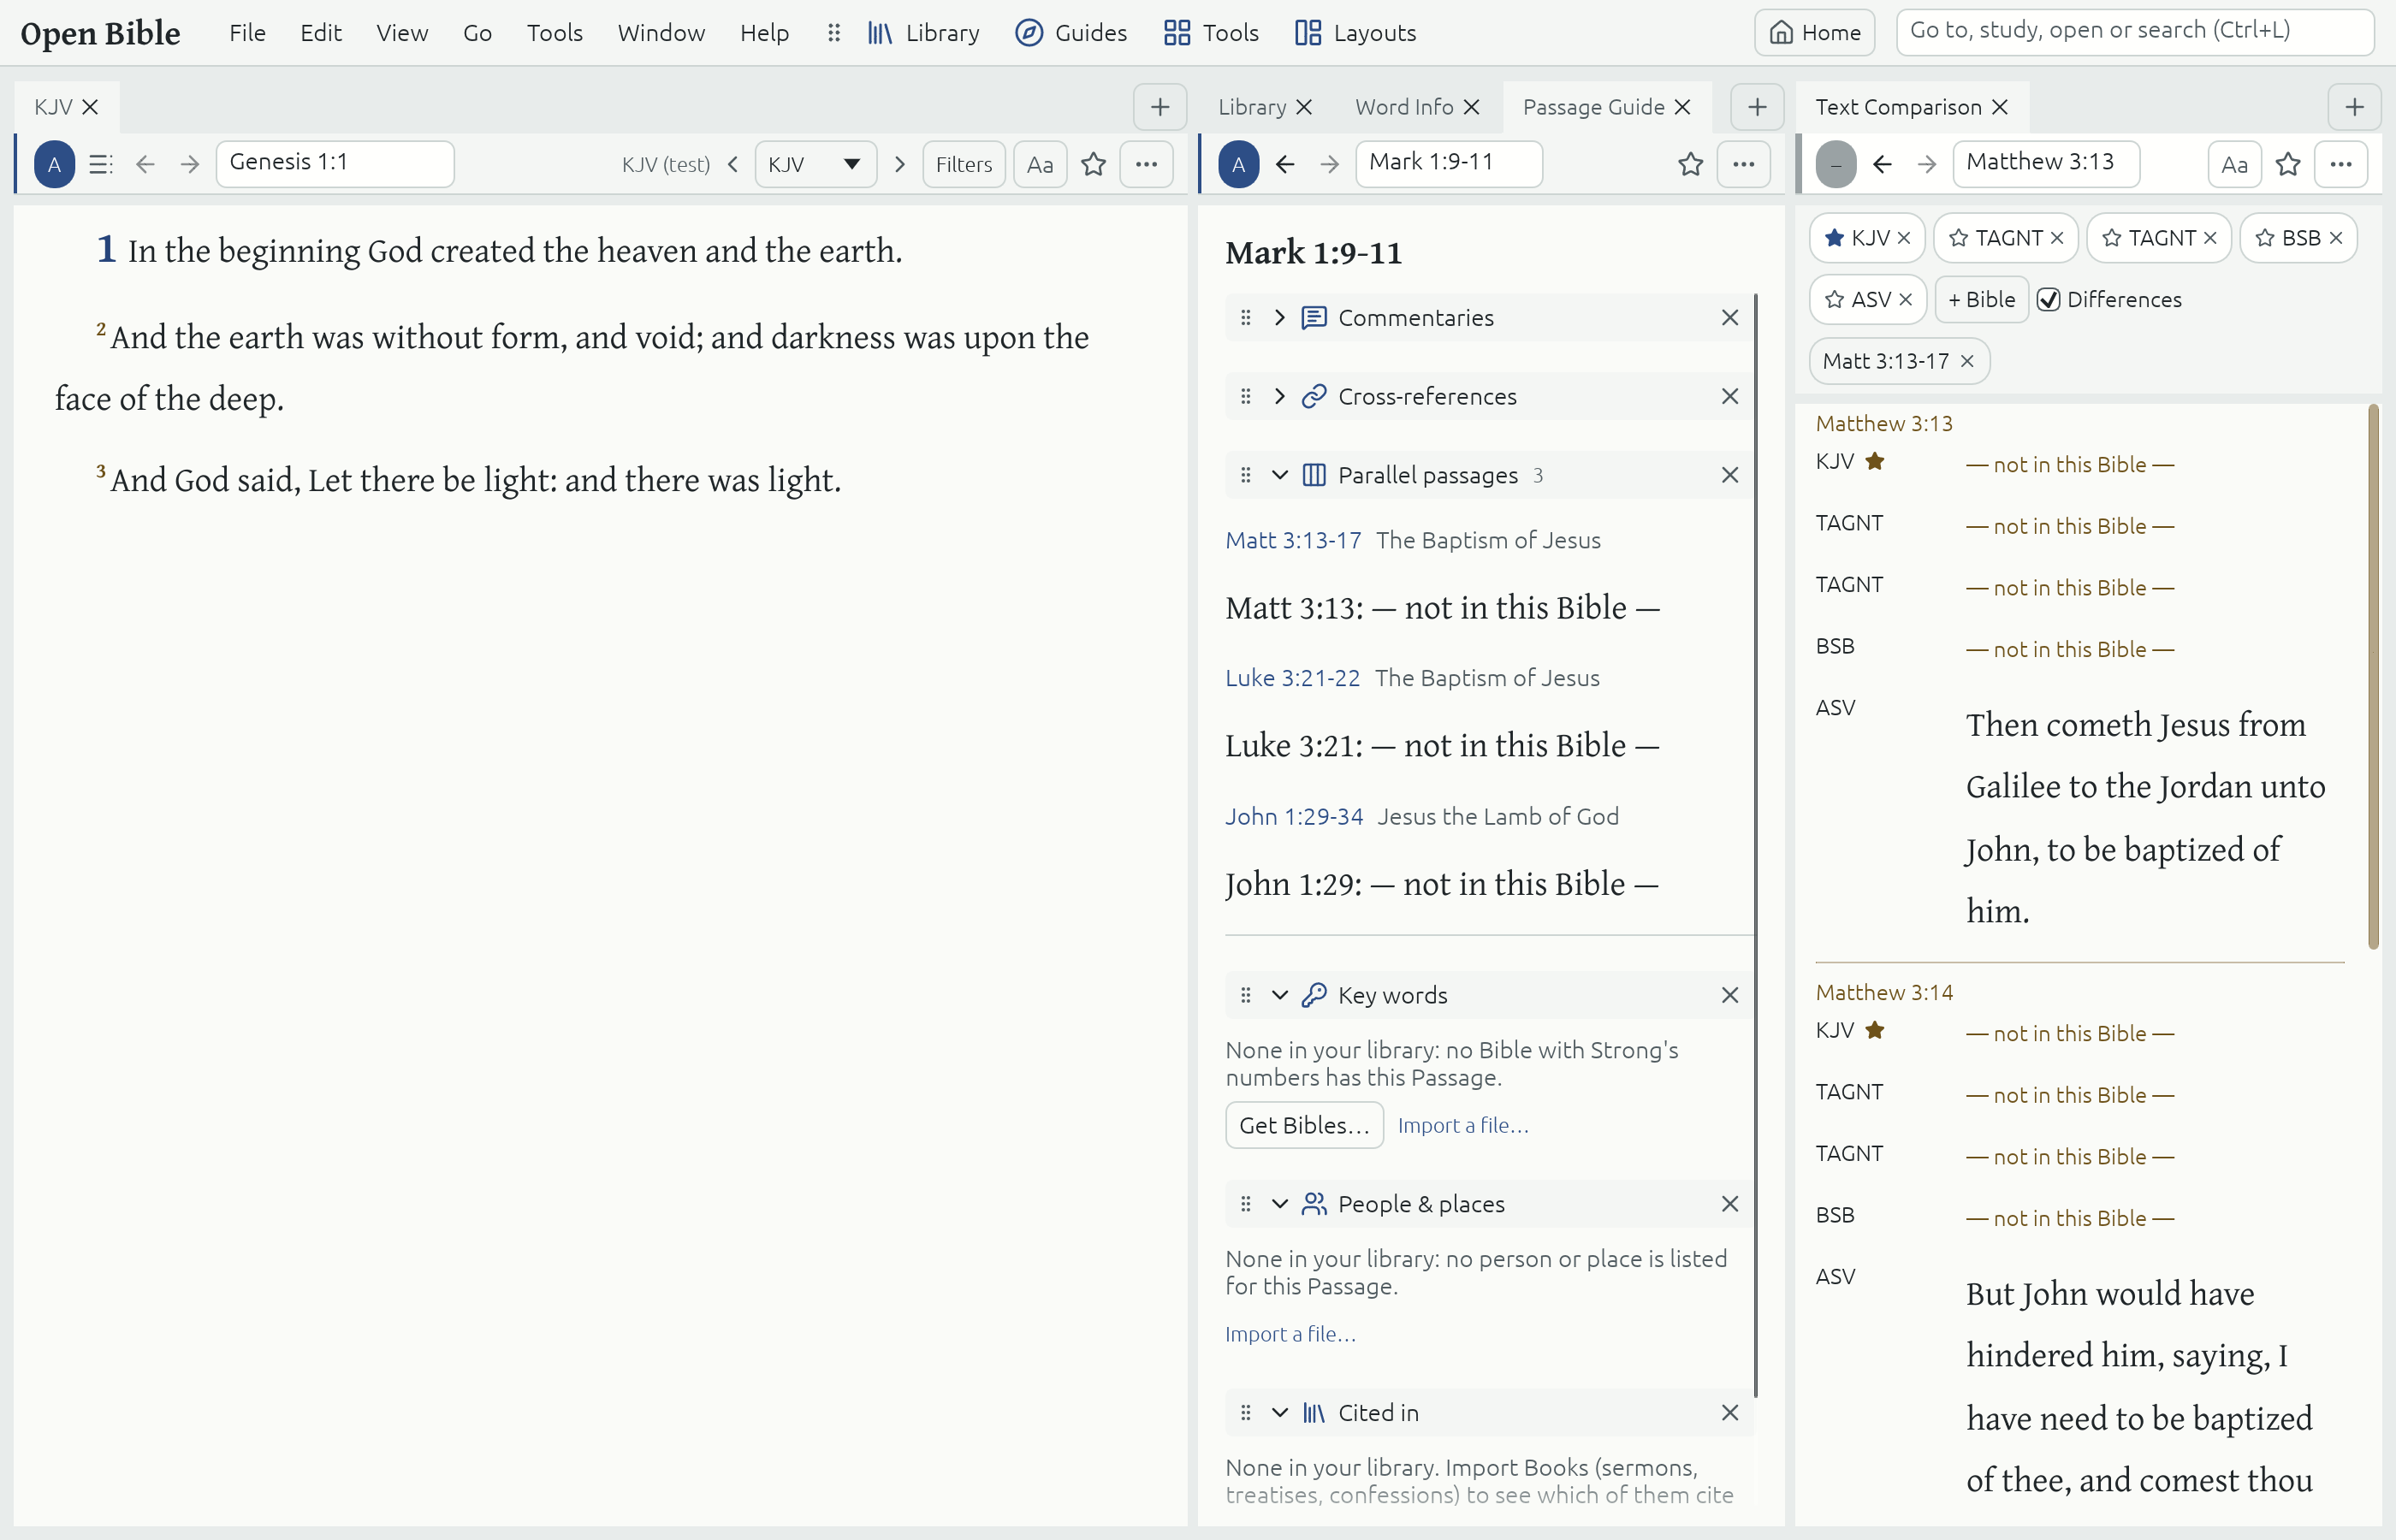 Open Bible File Edit View Go Tools Window Help Library Guides Tools Layouts Home Go to, study, open or search (Ctrl+L)
KJV
A Genesis 1:1 KJV (test) KJV Filters Aa
1 In the beginning God created the heaven and the earth.
2 And the earth was without form, and void; and darkness was upon the
face of the deep.
3 And God said, Let there be light: and there was light.
Library Word Info Passage Guide
A Mark 1:9-11
Mark 1:9-11
Commentaries
Cross-references
Parallel passages 3
Matt 3:13-17 The Baptism of Jesus
Matt 3:13: — not in this Bible —
Luke 3:21-22 The Baptism of Jesus
Luke 3:21: — not in this Bible —
John 1:29-34 Jesus the Lamb of God
John 1:29: — not in this Bible —
Key words
None in your library: no Bible with Strong's
numbers has this Passage.
Get Bibles… Import a file…
People & places
None in your library: no person or place is listed
for this Passage.
Import a file…
Cited in
None in your library. Import Books (sermons,
treatises, confessions) to see which of them cite
Text Comparison
– Matthew 3:13 Aa
KJV TAGNT TAGNT BSB
ASV + Bible Differences
Matt 3:13-17
Matthew 3:13
KJV — not in this Bible —
TAGNT — not in this Bible —
TAGNT — not in this Bible —
BSB — not in this Bible —
ASV Then cometh Jesus from
Galilee to the Jordan unto
John, to be baptized of
him.
Matthew 3:14
KJV — not in this Bible —
TAGNT — not in this Bible —
TAGNT — not in this Bible —
BSB — not in this Bible —
ASV But John would have
hindered him, saying, I
have need to be baptized
of thee, and comest thou